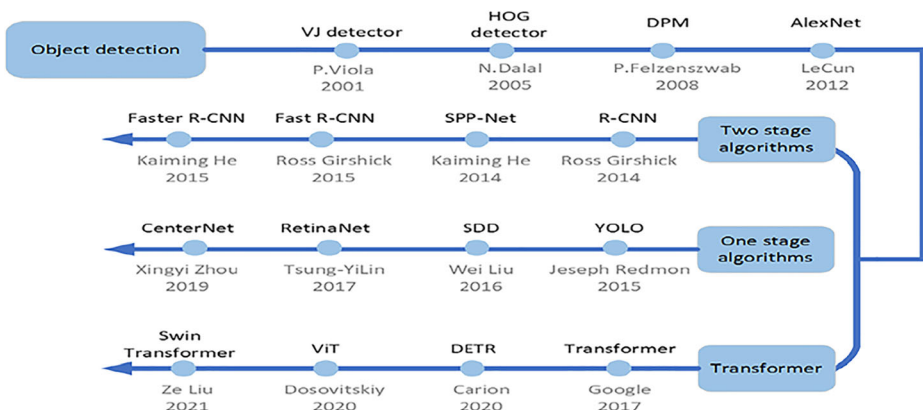 Object detection
VJ detector
P.Viola
2001
HOG
detector
N.Dalal
2005
DPM
P.Felzenszwab
2008
AlexNet
LeCun
2012
Faster R-CNN
Kaiming He
2015
Fast R-CNN
Ross Girshick
2015
SPP-Net
Kaiming He
2014
R-CNN
Ross Girshick
2014
Two stage
algorithms
CenterNet
Xingyi Zhou
2019
RetinaNet
Tsung-YiLin
2017
SDD
Wei Liu
2016
YOLO
Jeseph Redmon
2015
One stage
algorithms
Swin
Transformer
Ze Liu
2021
ViT
Dosovitskiy
2020
DETR
Carion
2020
Transformer
Google
2017
Transformer